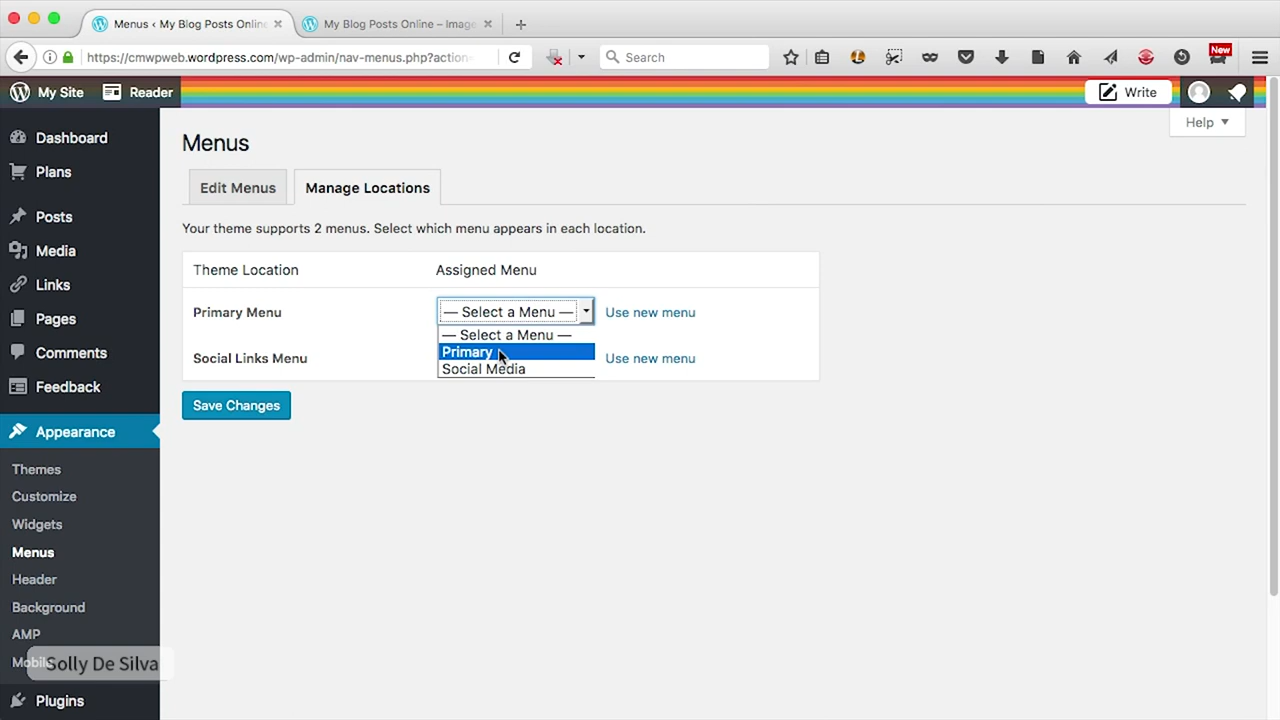 Menus ‹ My Blog Posts Online
My Blog Posts Online – Image
https://cmwpweb.wordpress.com/wp-admin/nav-menus.php?action
Search
New
My Site
Reader
Write
Help
Dashboard
Plans
Posts
Media
Links
Pages
Comments
Feedback
Appearance
Themes
Customize
Widgets
Menus
Header
Background
AMP
Mobile
Solly De Silva
Plugins
Menus
Edit Menus
Manage Locations
Your theme supports 2 menus. Select which menu appears in each location.
Theme Location
Assigned Menu
Primary Menu
— Select a Menu —
Use new menu
— Select a Menu —
Primary
Social Media
Social Links Menu
Use new menu
Save Changes